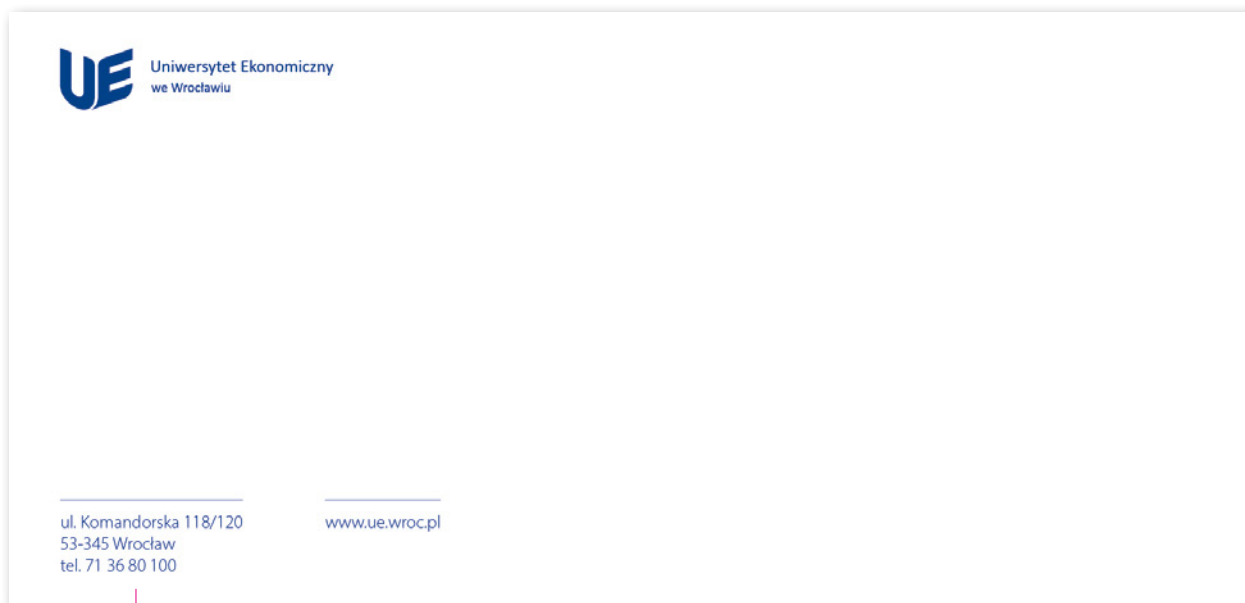 UE
Uniwersytet Ekonomiczny
we Wrocławiu
ul. Komandorska 118/120
53-345 Wrocław
tel. 71 36 80 100
www.ue.wroc.pl